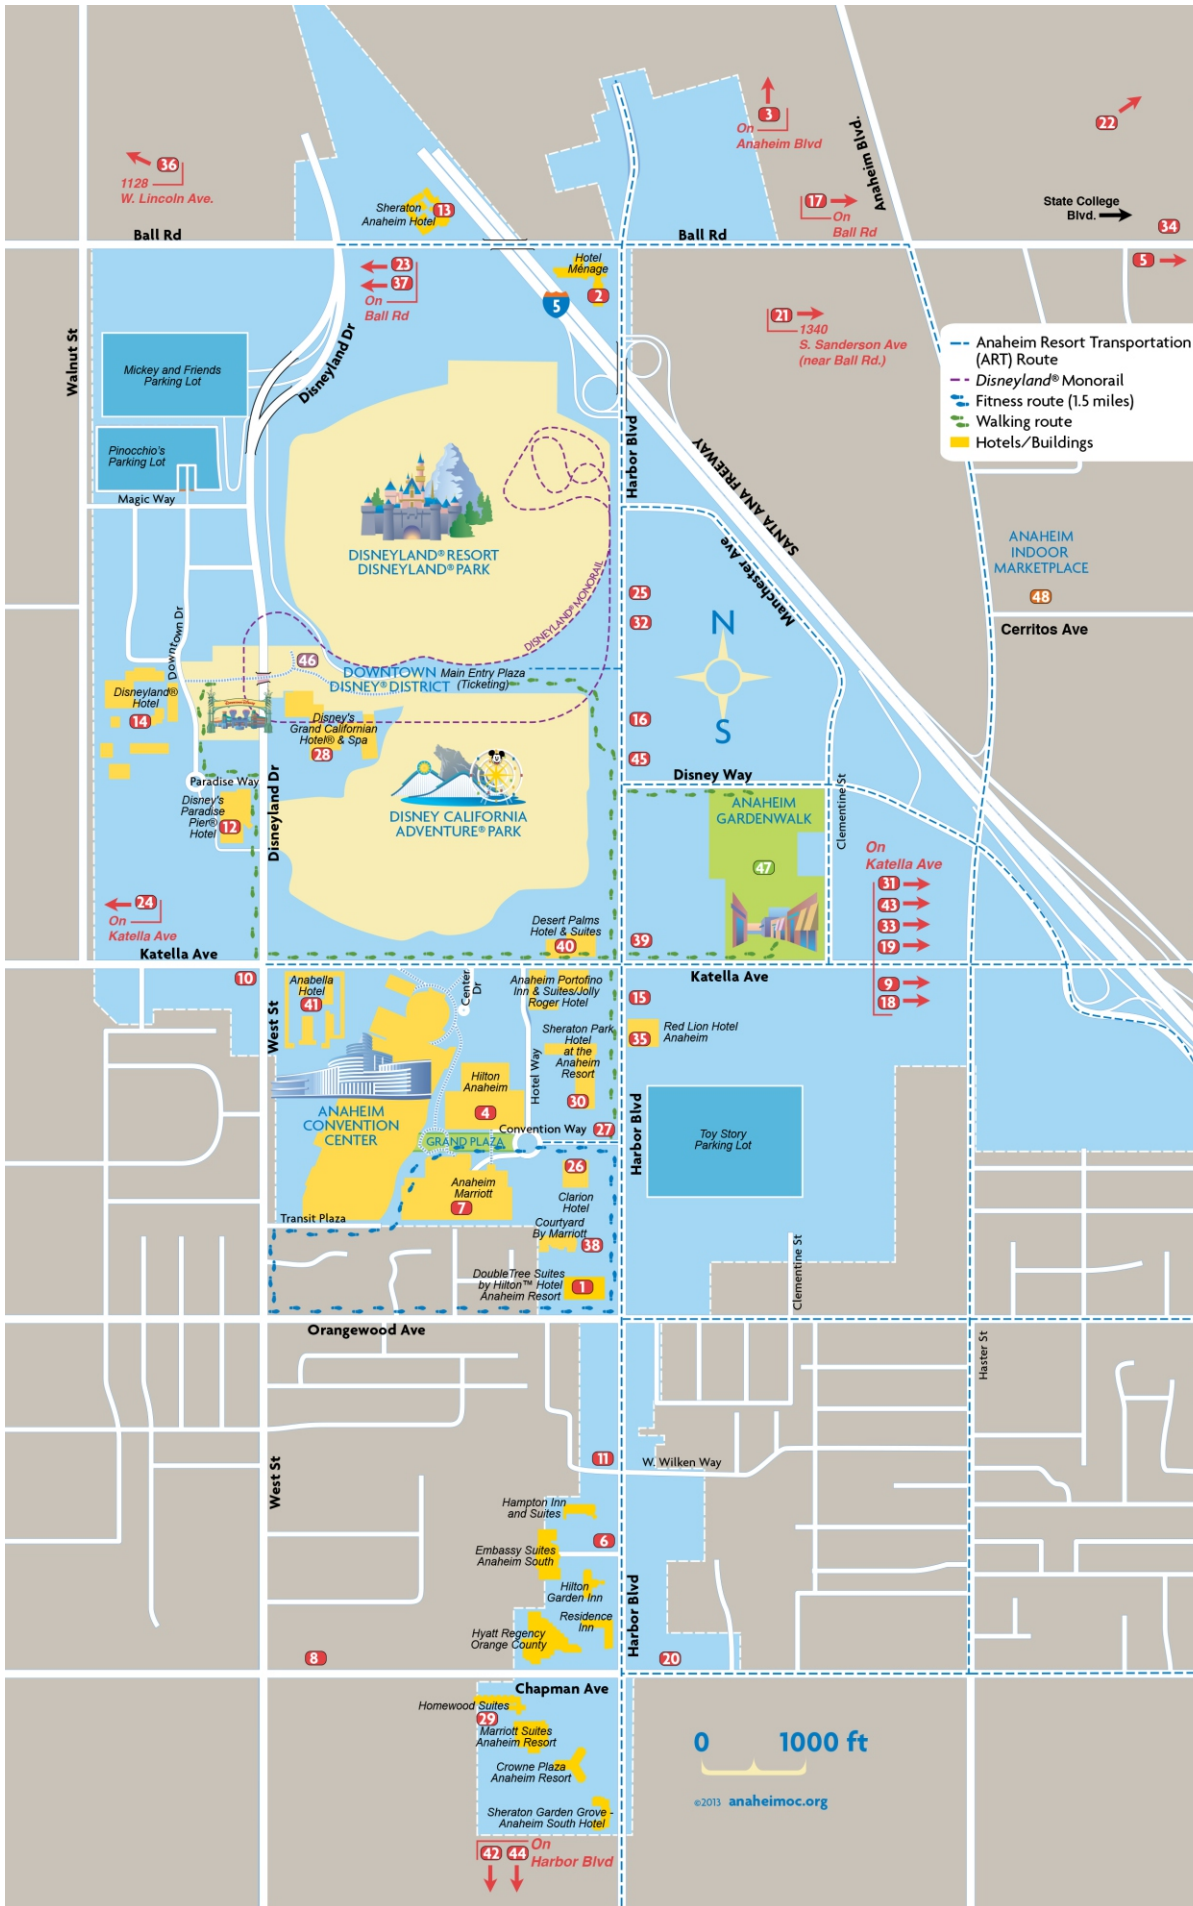 3
On
Anaheim Blvd
22
36
1128
W. Lincoln Ave.
Anaheim Blvd.
17
On
Ball Rd
State College
Blvd.
34
5
Sheraton
Anaheim Hotel
13
Ball Rd
Ball Rd
23
37
On
Ball Rd
Hotel
Ménage
2
5
21
1340
S. Sanderson Ave
(near Ball Rd.)
Anaheim Resort Transportation
(ART) Route
Disneyland® Monorail
Fitness route (1.5 miles)
Walking route
Hotels/Buildings
Walnut St
Mickey and Friends
Parking Lot
Disneyland Dr
Pinocchio's
Parking Lot
Magic Way
Harbor Blvd
SANTA ANA FREEWAY
Manchester Ave
DISNEYLAND® RESORT
DISNEYLAND® PARK
DISNEYLAND® MONORAIL
ANAHEIM
INDOOR
MARKETPLACE
48
Cerritos Ave
25
32
N
S
Downtown Dr
46
DOWNTOWN
DISNEY® DISTRICT
Main Entry Plaza
(Ticketing)
Disneyland®
Hotel
14
Disney's
Grand Californian
Hotel® & Spa
28
16
45
Disney Way
Paradise Way
Disney's
Paradise
Pier®
Hotel
12
Disneyland Dr
DISNEY CALIFORNIA
ADVENTURE® PARK
ANAHEIM
GARDENWALK
47
Clementine St
On
Katella Ave
31
43
33
19
9
18
24
On
Katella Ave
Katella Ave
Desert Palms
Hotel & Suites
40
39
Katella Ave
10
West St
Anabella
Hotel
41
Center
Dr
Anaheim Portofino
Inn & Suites/Jolly
Roger Hotel
15
35
Red Lion Hotel
Anaheim
Sheraton Park
Hotel
at the
Anaheim
Resort
30
Hotel Way
Hilton
Anaheim
4
ANAHEIM
CONVENTION
CENTER
GRAND PLAZA
Convention Way
27
Harbor Blvd
Toy Story
Parking Lot
26
Clarion
Hotel
Anaheim
Marriott
7
Transit Plaza
Courtyard
By Marriott
38
DoubleTree Suites
by Hilton™ Hotel
Anaheim Resort
1
Clementine St
Orangewood Ave
Haster St
West St
11
W. Wilken Way
Hampton Inn
and Suites
6
Embassy Suites
Anaheim South
Hilton
Garden Inn
Residence
Inn
Hyatt Regency
Orange County
Harbor Blvd
8
20
Chapman Ave
Homewood Suites
29
Marriott Suites
Anaheim Resort
Crowne Plaza
Anaheim Resort
Sheraton Garden Grove -
Anaheim South Hotel
0 1000 ft
©2013 anaheimoc.org
42
44
On
Harbor Blvd